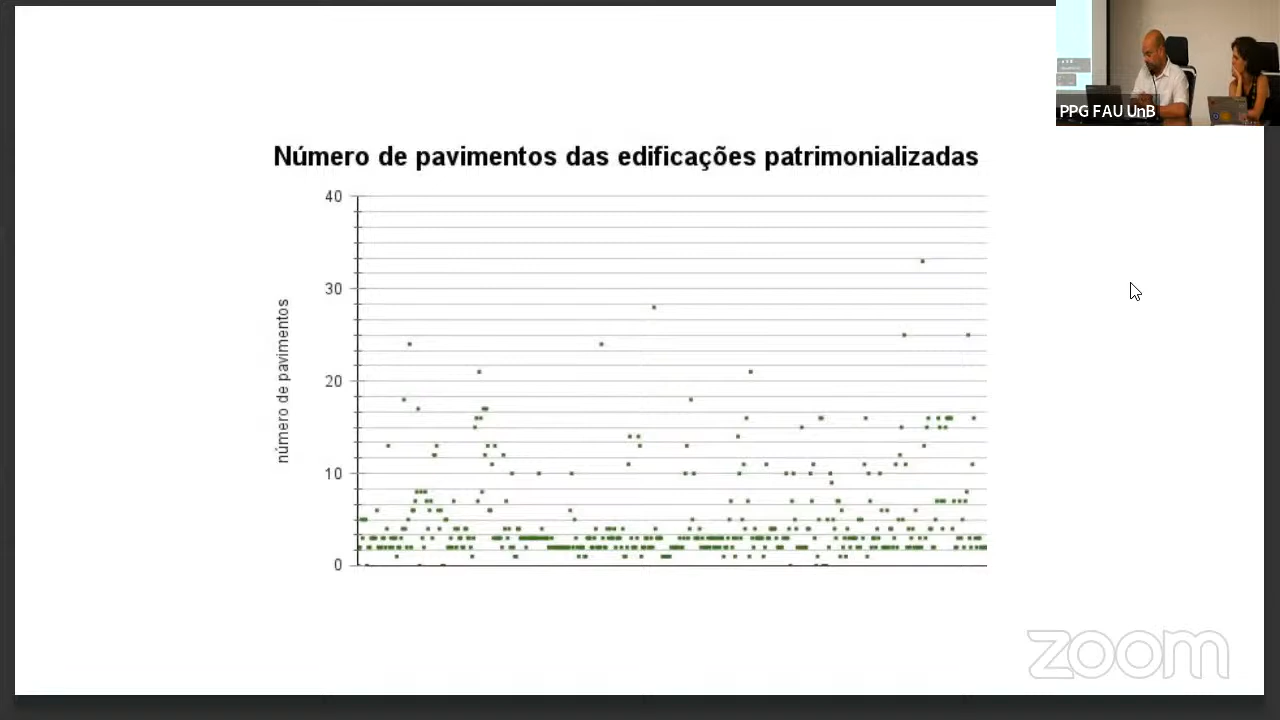 PPG FAU UnB
Número de pavimentos das edificações patrimonializadas
número de pavimentos
40
30
20
10
0
zoom